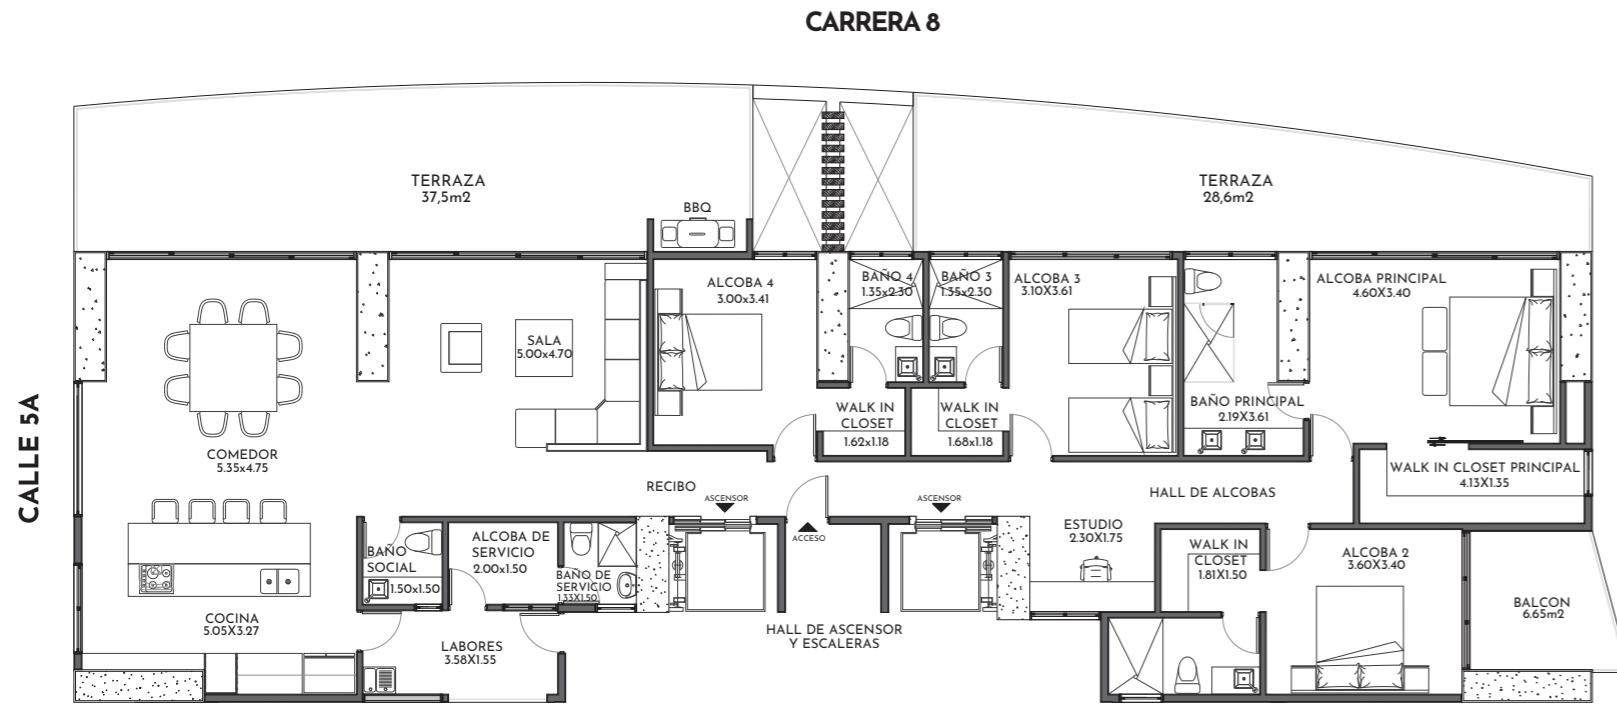 CARRERA 8
CALLE 5A
TERRAZA
37,5m2
TERRAZA
28,6m2
BBQ
ALCOBA 4
3.00x3.41
BAÑO 4
1.35x2.30
BAÑO 3
1.35x2.30
ALCOBA 3
3.10X3.61
ALCOBA PRINCIPAL
4.60X3.40
SALA
5.00x4.70
BAÑO PRINCIPAL
2.19X3.61
WALK IN
CLOSET
1.62x1.18
WALK IN
CLOSET
1.68x1.18
COMEDOR
5.35x4.75
WALK IN CLOSET PRINCIPAL
4.13X1.35
RECIBO
HALL DE ALCOBAS
ASCENSOR
ASCENSOR
ACCESO
ESTUDIO
2.30X1.75
BAÑO
SOCIAL
1.50x1.50
ALCOBA DE
SERVICIO
2.00x1.50
BAÑO DE
SERVICIO
1.33X1.50
WALK IN
CLOSET
1.81X1.50
ALCOBA 2
3.60X3.40
BALCON
6.65m2
COCINA
5.05X3.27
HALL DE ASCENSOR
Y ESCALERAS
LABORES
3.58X1.55